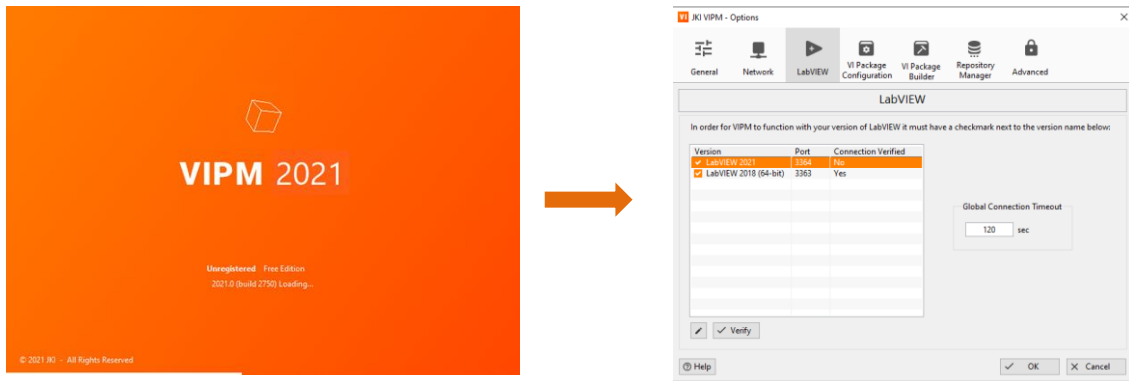 VIPM 2021
Unregistered Free Edition
2021.0 (build 2750) Loading...
© 2021 JKI - All Rights Reserved
VI JKI VIPM - Options
General Network LabVIEW VI Package Configuration VI Package Builder Repository Manager Advanced
LabVIEW
In order for VIPM to function with your version of LabVIEW it must have a checkmark next to the version name below:
Version Port Connection Verified
LabVIEW 2021 3364 No
LabVIEW 2018 (64-bit) 3363 Yes
Global Connection Timeout
120 sec
Verify
Help OK Cancel